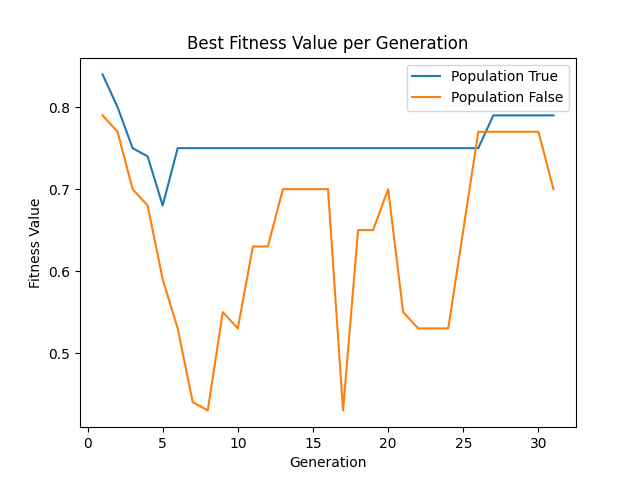 Best Fitness Value per Generation
Population True
Population False
0.8
0.7
0.6
0.5
Fitness Value
0 5 10 15 20 25 30
Generation